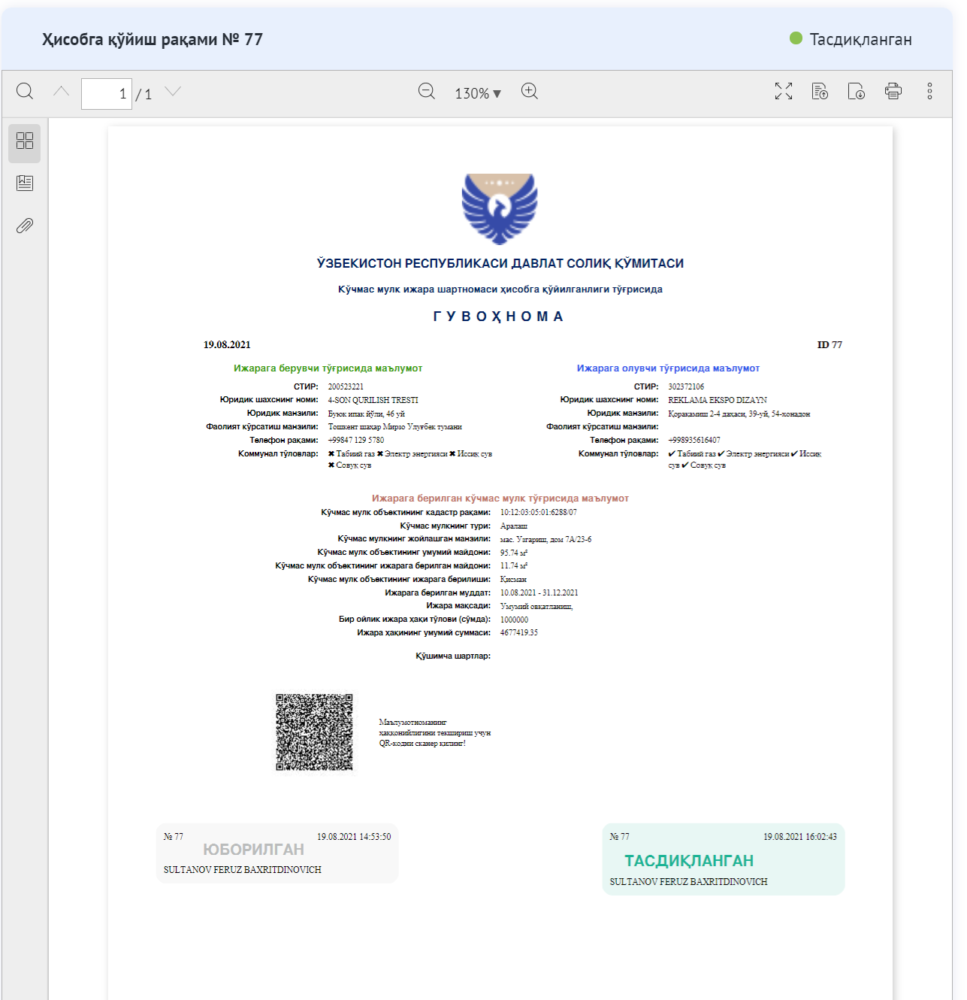 Ҳисобга қўйиш рақами № 77
Тасдиқланган
1 / 1
130%
ЎЗБЕКИСТОН РЕСПУБЛИКАСИ ДАВЛАТ СОЛИҚ ҚЎМИТАСИ
Кўчмас мулк ижара шартномаси ҳисобга қўйилганлиги тўғрисида
ГУВОҲНОМА
19.08.2021
ID 77
Ижарага берувчи тўғрисида маълумот
СТИР: 200523221
Юридик шахснинг номи: 4-SON QURILISH TRESTI
Юридик манзили: Буюк ипак йўли, 46 уй
Фаолият кўрсатиш манзили: Тошкент шаҳар Мирзо Улуғбек тумани
Телефон рақами: +99847 129 5780
Коммунал тўловлар: ✖ Табиий газ ✖ Электр энергияси ✖ Иссиқ сув
✖ Совуқ сув
Ижарага олувчи тўғрисида маълумот
СТИР: 302372106
Юридик шахснинг номи: REKLAMA EKSPO DIZAYN
Юридик манзили: Қорақамиш 2-4 даҳаси, 39-уй, 54-хонадон
Фаолият кўрсатиш манзили:
Телефон рақами: +998935616407
Коммунал тўловлар: ✔ Табиий газ ✔ Электр энергияси ✔ Иссиқ
сув ✔ Совуқ сув
Ижарага берилган кўчмас мулк тўғрисида маълумот
Кўчмас мулк объектининг кадастр рақами: 10:12:03:05:01:6288/07
Кўчмас мулкнинг тури: Аралаш
Кўчмас мулкнинг жойлашган манзили: мас. Узгариш, дом 7А/23-6
Кўчмас мулк объектининг умумий майдони: 95.74 м²
Кўчмас мулк объектининг ижарага берилган майдони: 11.74 м²
Кўчмас мулк объектининг ижарага берилиши: Қисман
Ижарага берилган муддат: 10.08.2021 - 31.12.2021
Ижара мақсади: Умумий овқатланиш,
Бир ойлик ижара ҳақи тўлови (сўмда): 1000000
Ижара ҳақининг умумий суммаси: 4677419.35
Қўшимча шартлар:
Маълумотноманинг
ҳаққонийлигини текшириш учун
QR-кодни сканер қилинг!
№ 77 19.08.2021 14:53:50
ЮБОРИЛГАН
SULTANOV FERUZ BAXRITDINOVICH
№ 77 19.08.2021 16:02:43
ТАСДИҚЛАНГАН
SULTANOV FERUZ BAXRITDINOVICH